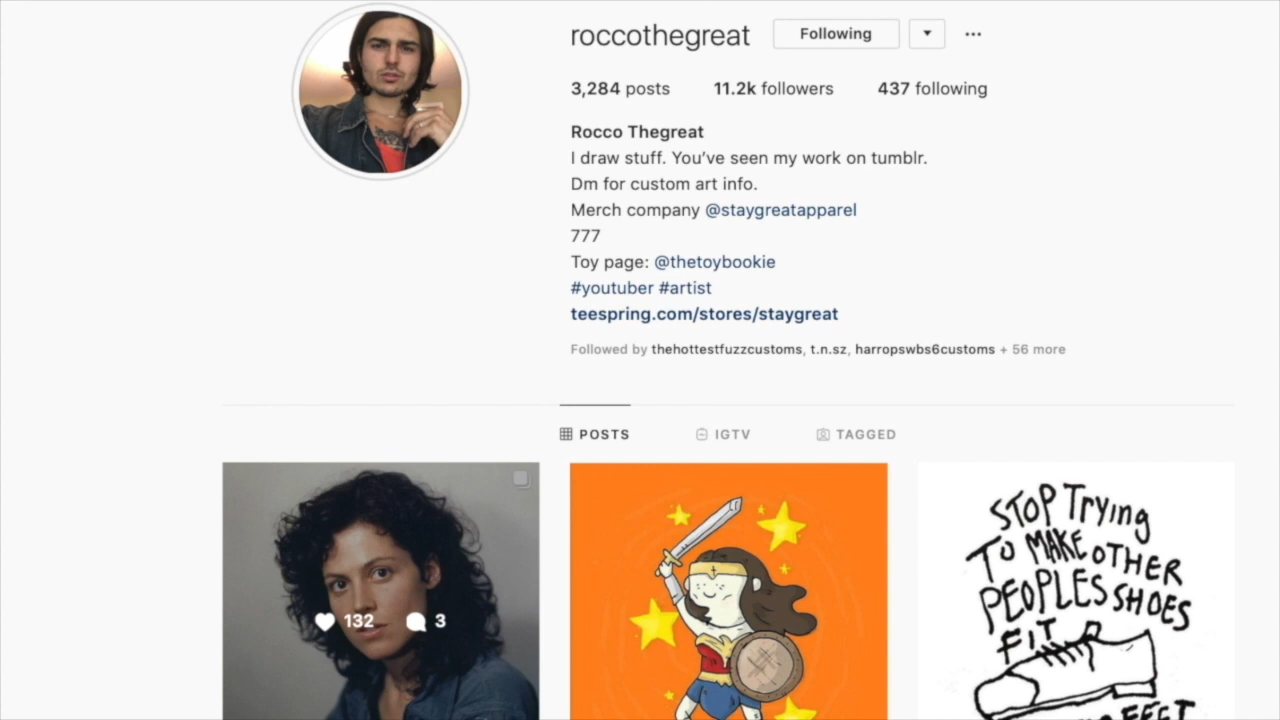 roccothegreat Following
3,284 posts 11.2k followers 437 following
Rocco Thegreat
I draw stuff. You’ve seen my work on tumblr.
Dm for custom art info.
Merch company @staygreatapparel
777
Toy page: @thetoybookie
#youtuber #artist
teespring.com/stores/staygreat
Followed by thehottestfuzzcustoms, t.n.sz, harropswbs6customs + 56 more
POSTS IGTV TAGGED
132 3
STOP Trying
TO MAKE OTHER
PEOPLES SHOES
FIT
FEET